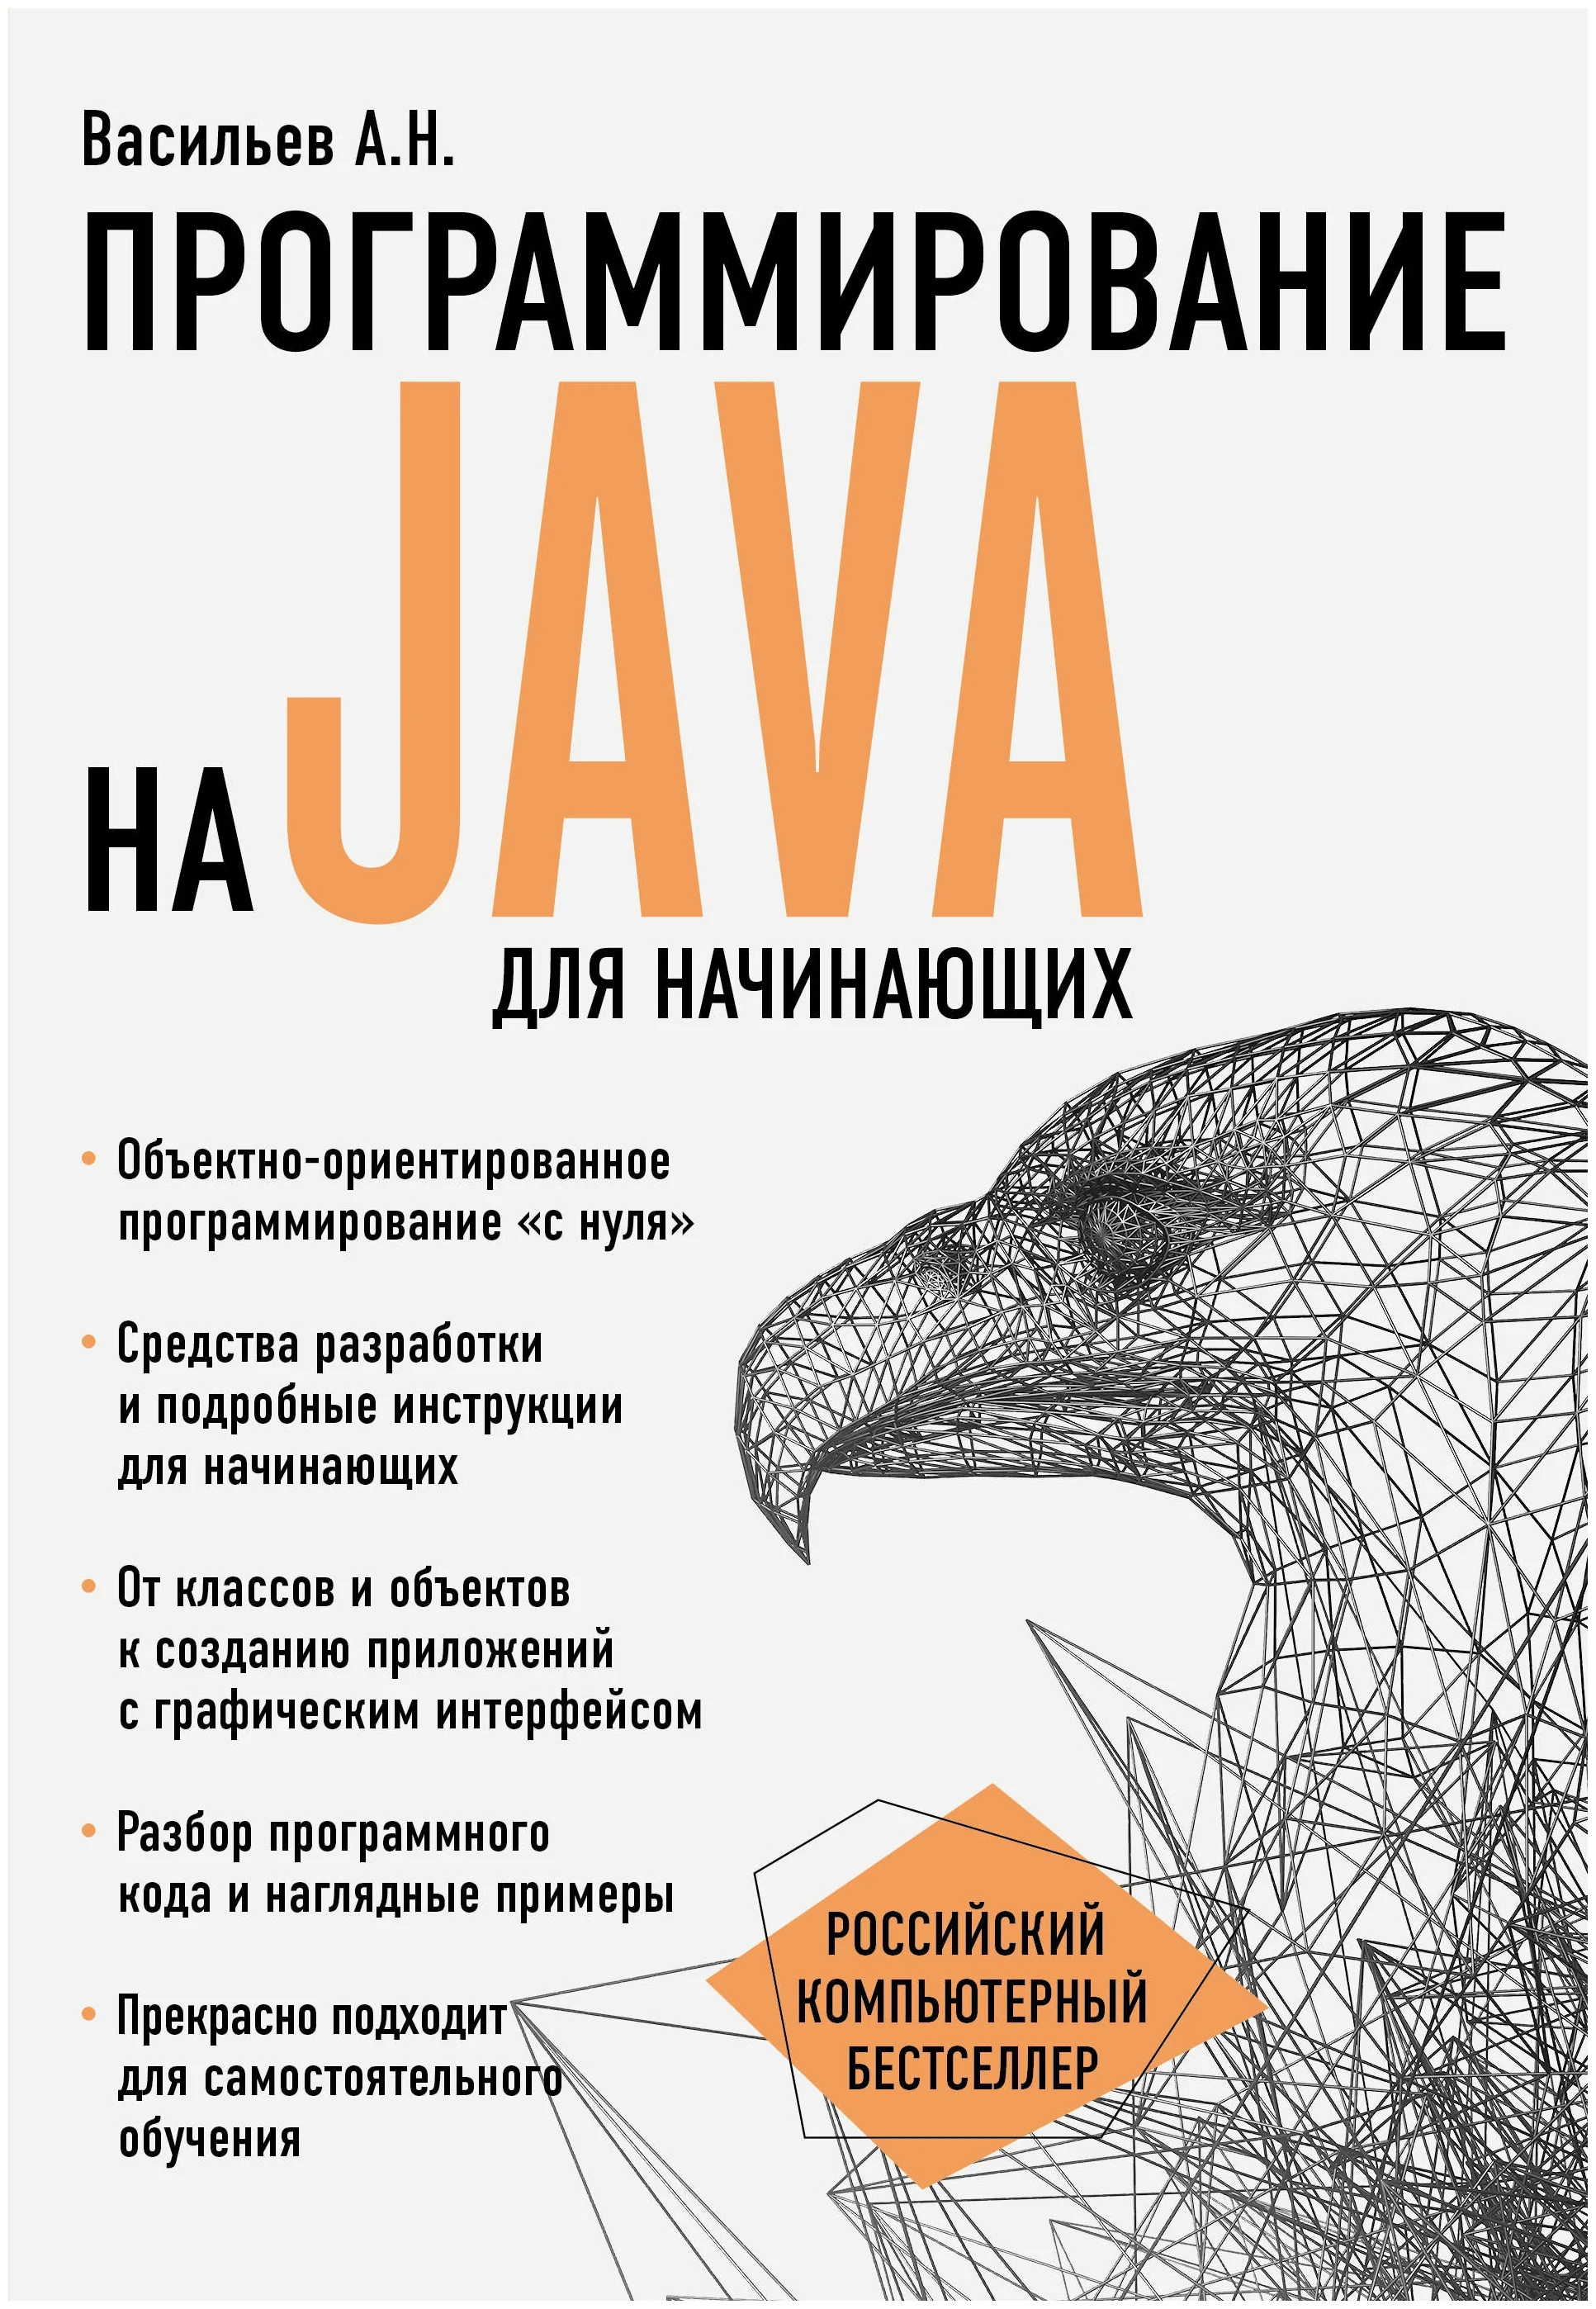 Васильев А.Н.
ПРОГРАММИРОВАНИЕ
НА JAVA
ДЛЯ НАЧИНАЮЩИХ
• Объектно-ориентированное
программирование «с нуля»
• Средства разработки
и подробные инструкции
для начинающих
• От классов и объектов
к созданию приложений
с графическим интерфейсом
• Разбор программного
кода и наглядные примеры
• Прекрасно подходит
для самостоятельного
обучения
РОССИЙСКИЙ
КОМПЬЮТЕРНЫЙ
БЕСТСЕЛЛЕР